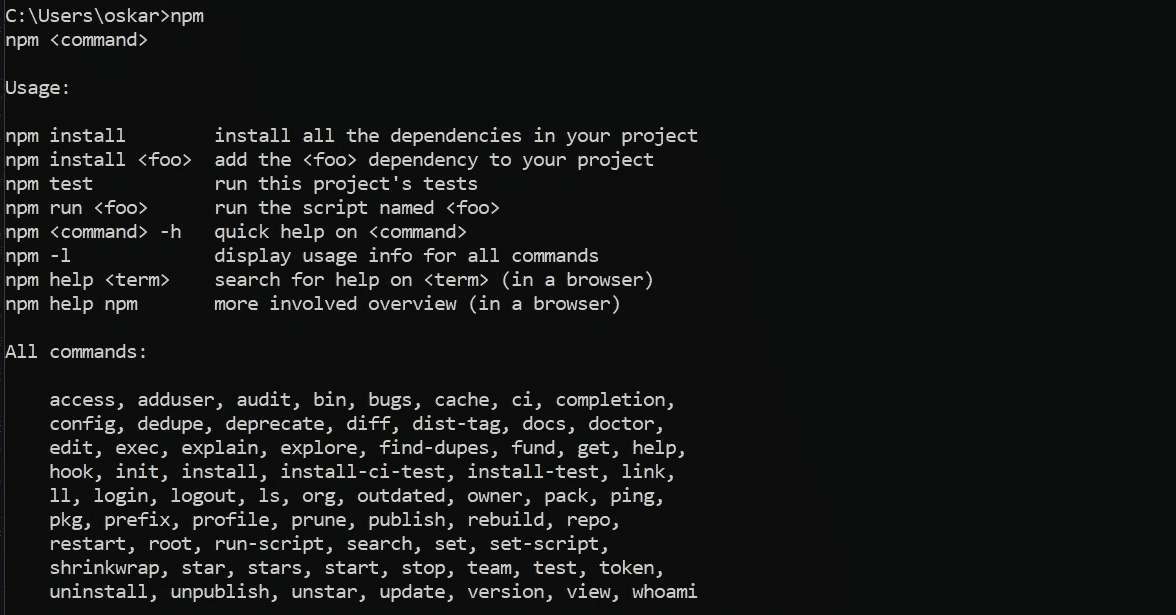 C:\Users\oskar>npm
npm <command>
Usage:
npm install        install all the dependencies in your project
npm install <foo>  add the <foo> dependency to your project
npm test           run this project's tests
npm run <foo>      run the script named <foo>
npm <command> -h   quick help on <command>
npm -l             display usage info for all commands
npm help <term>    search for help on <term> (in a browser)
npm help npm       more involved overview (in a browser)
All commands:
access, adduser, audit, bin, bugs, cache, ci, completion,
config, dedupe, deprecate, diff, dist-tag, docs, doctor,
edit, exec, explain, explore, find-dupes, fund, get, help,
hook, init, install, install-ci-test, install-test, link,
ll, login, logout, ls, org, outdated, owner, pack, ping,
pkg, prefix, profile, prune, publish, rebuild, repo,
restart, root, run-script, search, set, set-script,
shrinkwrap, star, stars, start, stop, team, test, token,
uninstall, unpublish, unstar, update, version, view, whoami